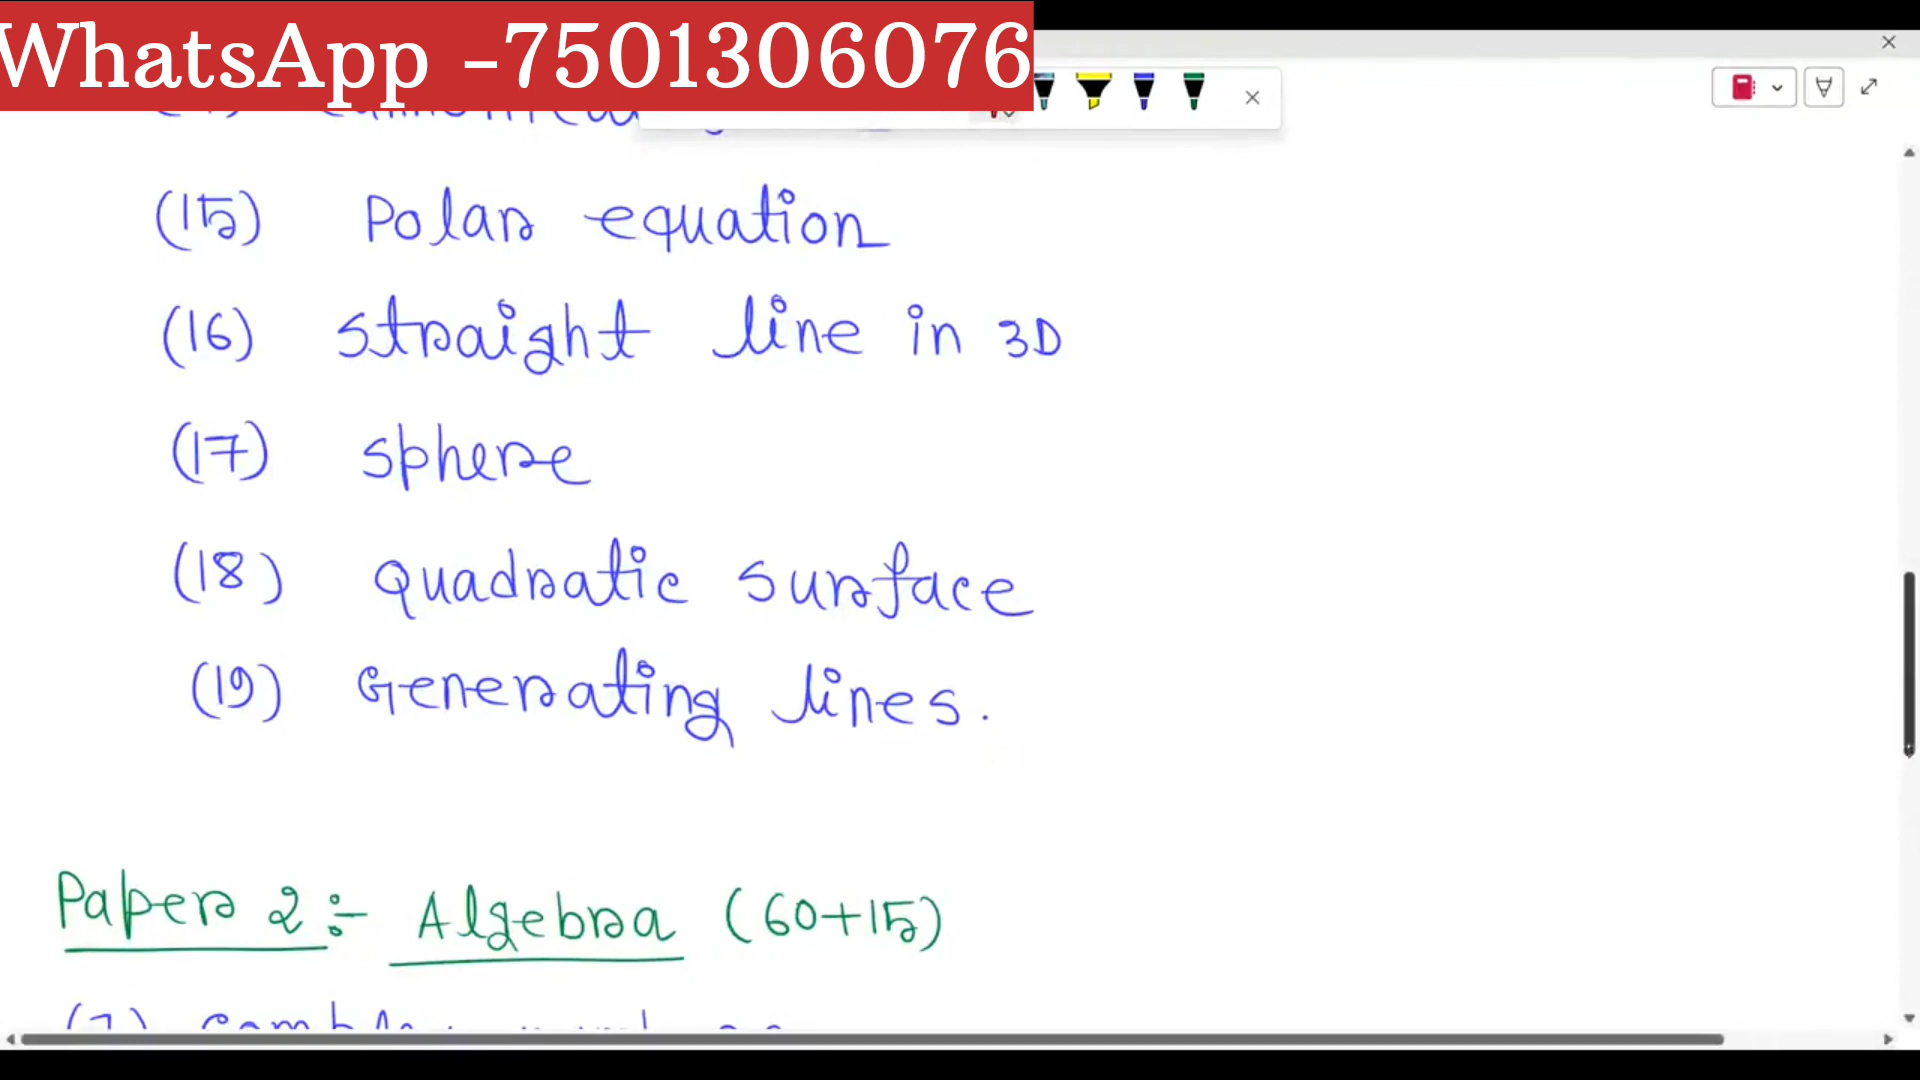 WhatsApp -7501306076
(15) Polar equation
(16) Straight line in 3D
(17) Sphere
(18) Quadratic surface
(19) Generating lines.
Paper 2 :- Algebra (60+15)